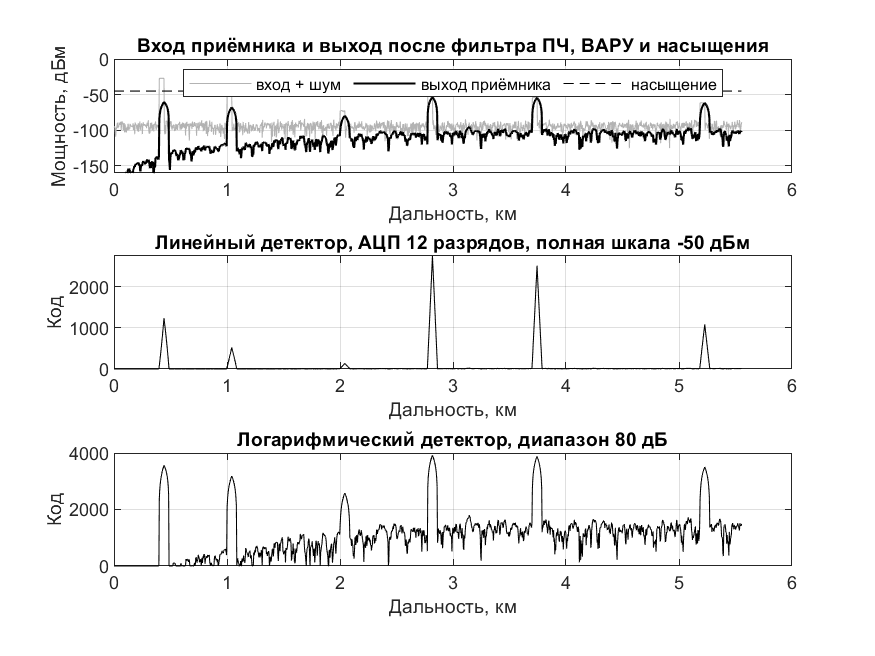 Вход приёмника и выход после фильтра ПЧ, ВАРУ и насыщения
Мощность, дБм
0
-50
-100
-150
вход + шум выход приёмника насыщение
0 1 2 3 4 5 6
Дальность, км
Линейный детектор, АЦП 12 разрядов, полная шкала -50 дБм
Код
2000
1000
0
0 1 2 3 4 5 6
Дальность, км
Логарифмический детектор, диапазон 80 дБ
Код
4000
2000
0
0 1 2 3 4 5 6
Дальность, км